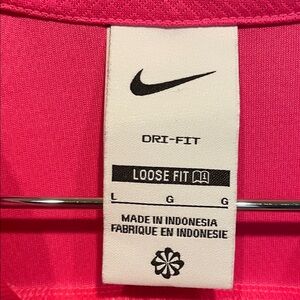 DRI-FIT
LOOSE FIT
L G G
MADE IN INDONESIA
FABRIQUE EN INDONESIE